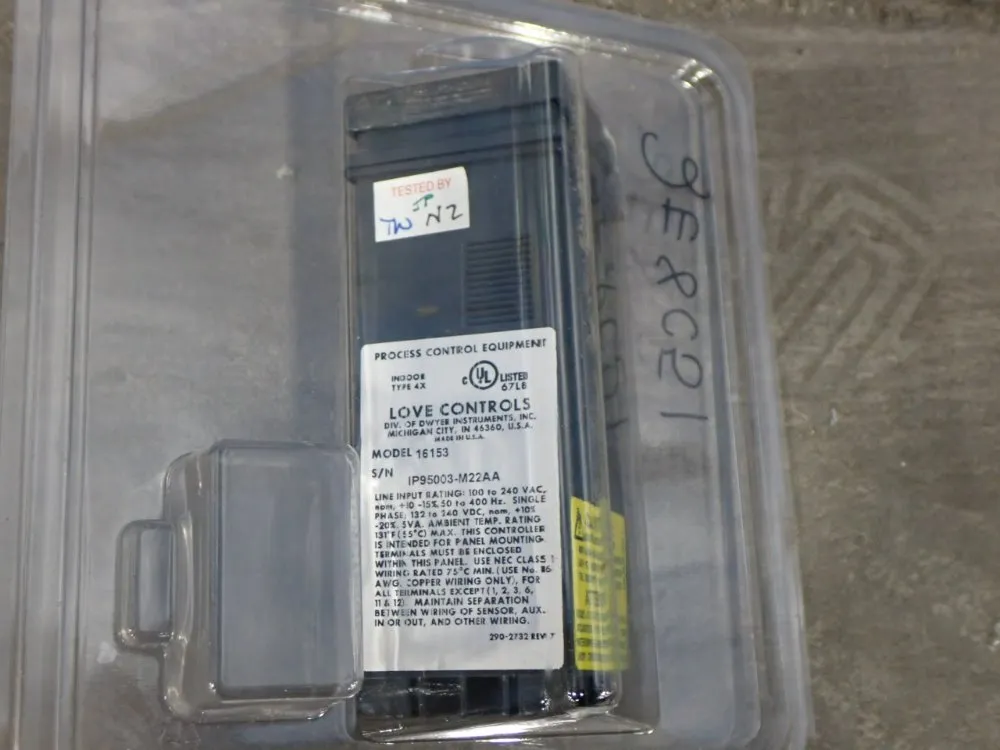 TESTED BY
JP
TW N2
3E8C21
PROCESS CONTROL EQUIPMENT
INDOOR
TYPE 4X
C UL LISTED
67L8
LOVE CONTROLS
DIV. OF DWYER INSTRUMENTS, INC.
MICHIGAN CITY, IN 46360, U.S.A.
MADE IN U.S.A.
MODEL 16153
S/N IP95003-M22AA
LINE INPUT RATING: 100 to 240 VAC,
nom, +10 -15% 50 to 400 Hz. SINGLE
PHASE; 132 to 240 VDC, nom, +10%
-20%. 5VA. AMBIENT TEMP. RATING
131°F (55°C) MAX. THIS CONTROLLER
IS INTENDED FOR PANEL MOUNTING.
TERMINALS MUST BE ENCLOSED
WITHIN THIS PANEL. USE NEC CLASS 1
WIRING RATED 75°C MIN. (USE No.
AWG. COPPER WIRING ONLY), FOR
ALL TERMINALS EXCEPT (1, 2, 3, 6,
11 & 12). MAINTAIN SEPARATION
BETWEEN WIRING OF SENSOR, AUX.
IN OR OUT, AND OTHER WIRING.
290-2732 REV 7